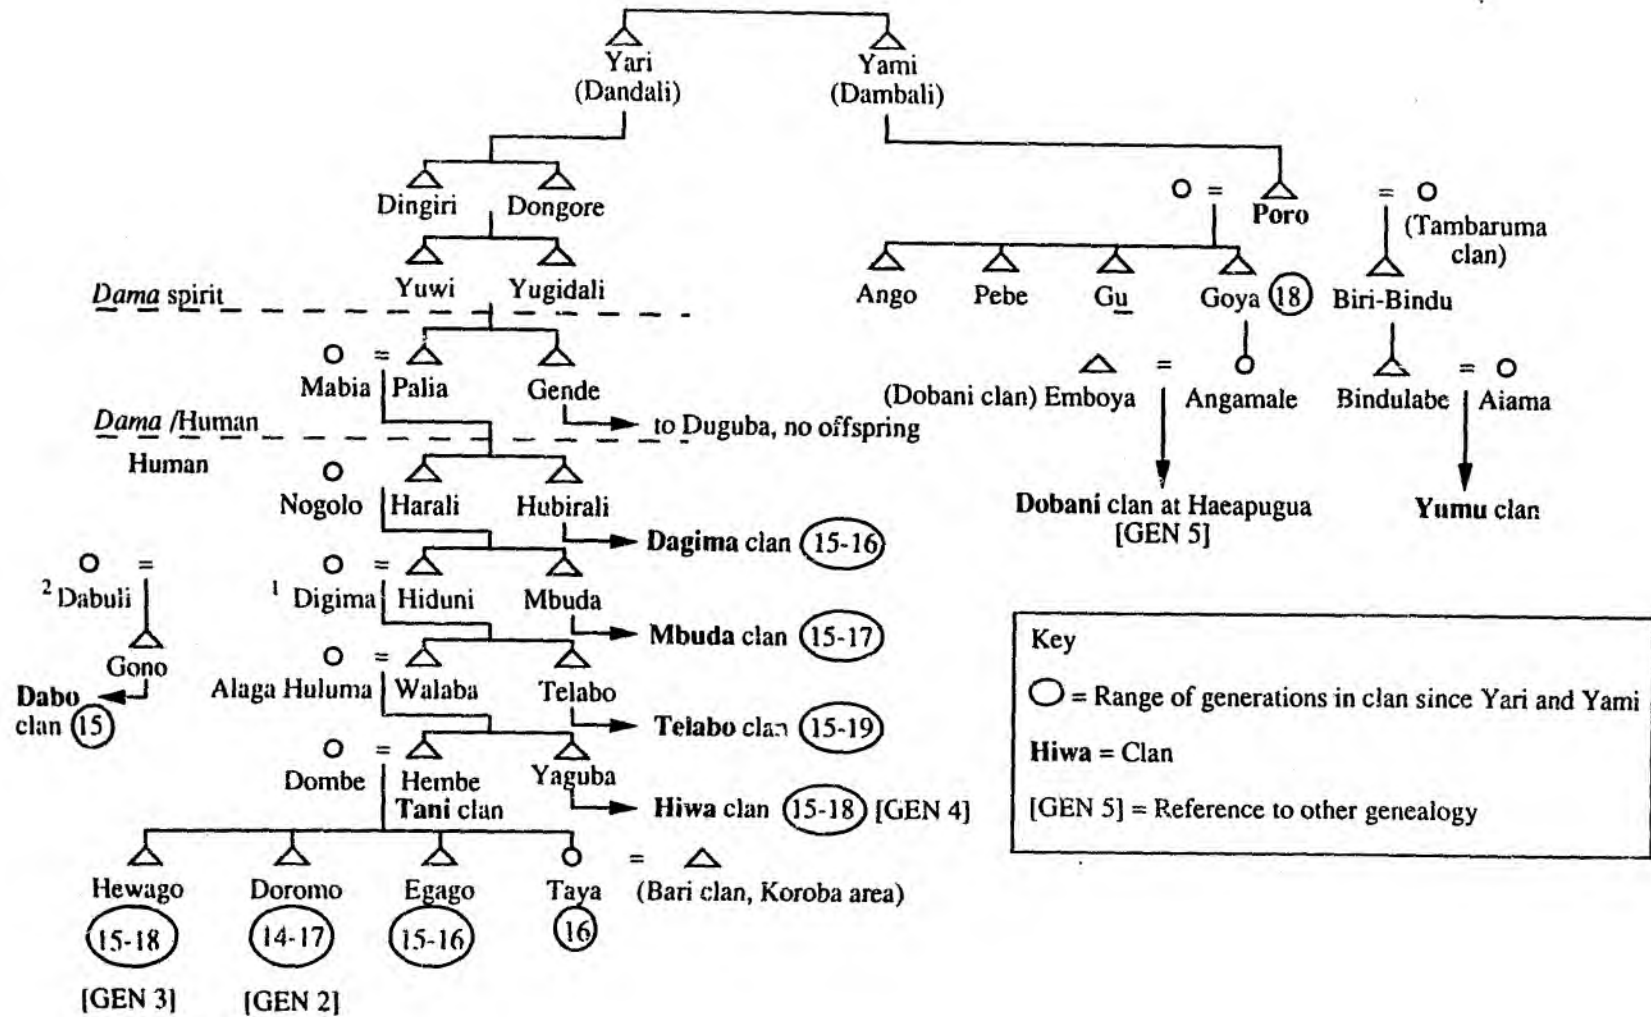 Yari
(Dandali)
Yami
(Dambali)
Dingiri Dongore
O = Poro = O
(Tambaruma
clan)
Yuwi Yugidali
Ango Pebe Gu Goya 18 Biri-Bindu
Dama spirit
O =
Mabia Palia Gende
(Dobani clan) Emboya = Angamale Bindulabe = Aiama
to Duguba, no offspring
Dama /Human
Human
Nogolo Harali Hubirali
Dobani clan at Haeapugua
[GEN 5]
Yumu clan
Dagima clan 15-16
O = O =
2 Dabuli 1 Digima Hiduni Mbuda
Mbuda clan 15-17
Gono
O =
Alaga Huluma Walaba Telabo
Dabo
clan 15
Telabo clan 15-19
O =
Dombe Hembe Yaguba
Tani clan
Hiwa clan 15-18 [GEN 4]
Hewago Doromo Egago Taya = (Bari clan, Koroba area)
15-18 14-17 15-16 16
[GEN 3] [GEN 2]
Key
O = Range of generations in clan since Yari and Yami
Hiwa = Clan
[GEN 5] = Reference to other genealogy